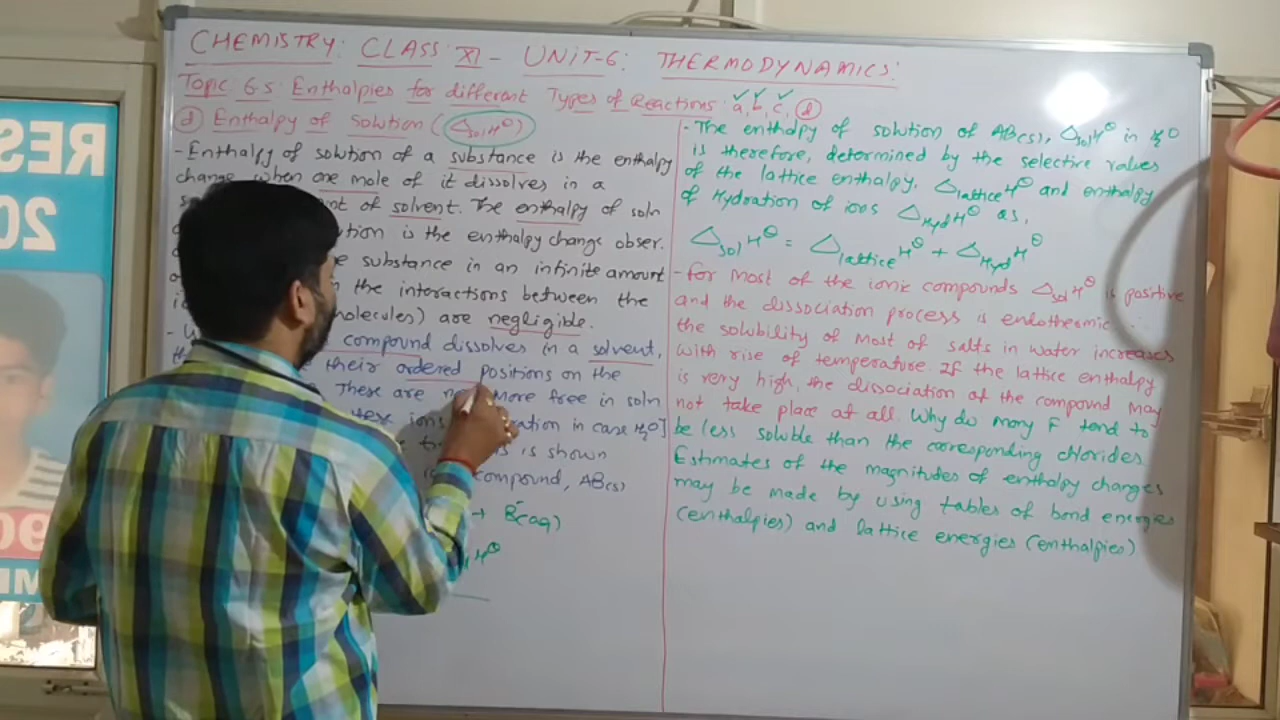 CHEMISTRY: CLASS XI - UNIT-6: THERMODYNAMICS:
Topic 6.5: Enthalpies for different Types of Reactions: a, b, c, d
d) Enthalpy of solution (ΔsolH⊖)
- Enthalpy of solution of a substance is the enthalpy
change when one mole of it dissolves in a
of solvent. The enthalpy of soln
is the enthalpy change obser.
substance in an infinite amount
the interactions between the
molecules) are negligible.
compound dissolves in a solvent,
their ordered positions on the
These are more free in soln
ions in case H₂O]
is shown
compound, AB(s)
+ B⁻(aq)
H⊖
- The enthalpy of solution of AB(s), ΔsolH⊖ in H₂O
is therefore, determined by the selective values
of the lattice enthalpy, ΔlatticeH⊖ and enthalpy
of Hydration of ions ΔHydH⊖ as,
ΔsolH⊖ = ΔlatticeH⊖ + ΔHydH⊖
- for most of the ionic compounds ΔsolH⊖ is positive
and the dissociation process is endothermic.
the solubility of most of salts in water increases
with rise of temperature. If the lattice enthalpy
is very high, the dissociation of the compound may
not take place at all. Why do many F tend to
be less soluble than the corresponding chlorides.
Estimates of the magnitudes of enthalpy changes
may be made by using tables of bond energies
(enthalpies) and lattice energies (enthalpies)
RES
20